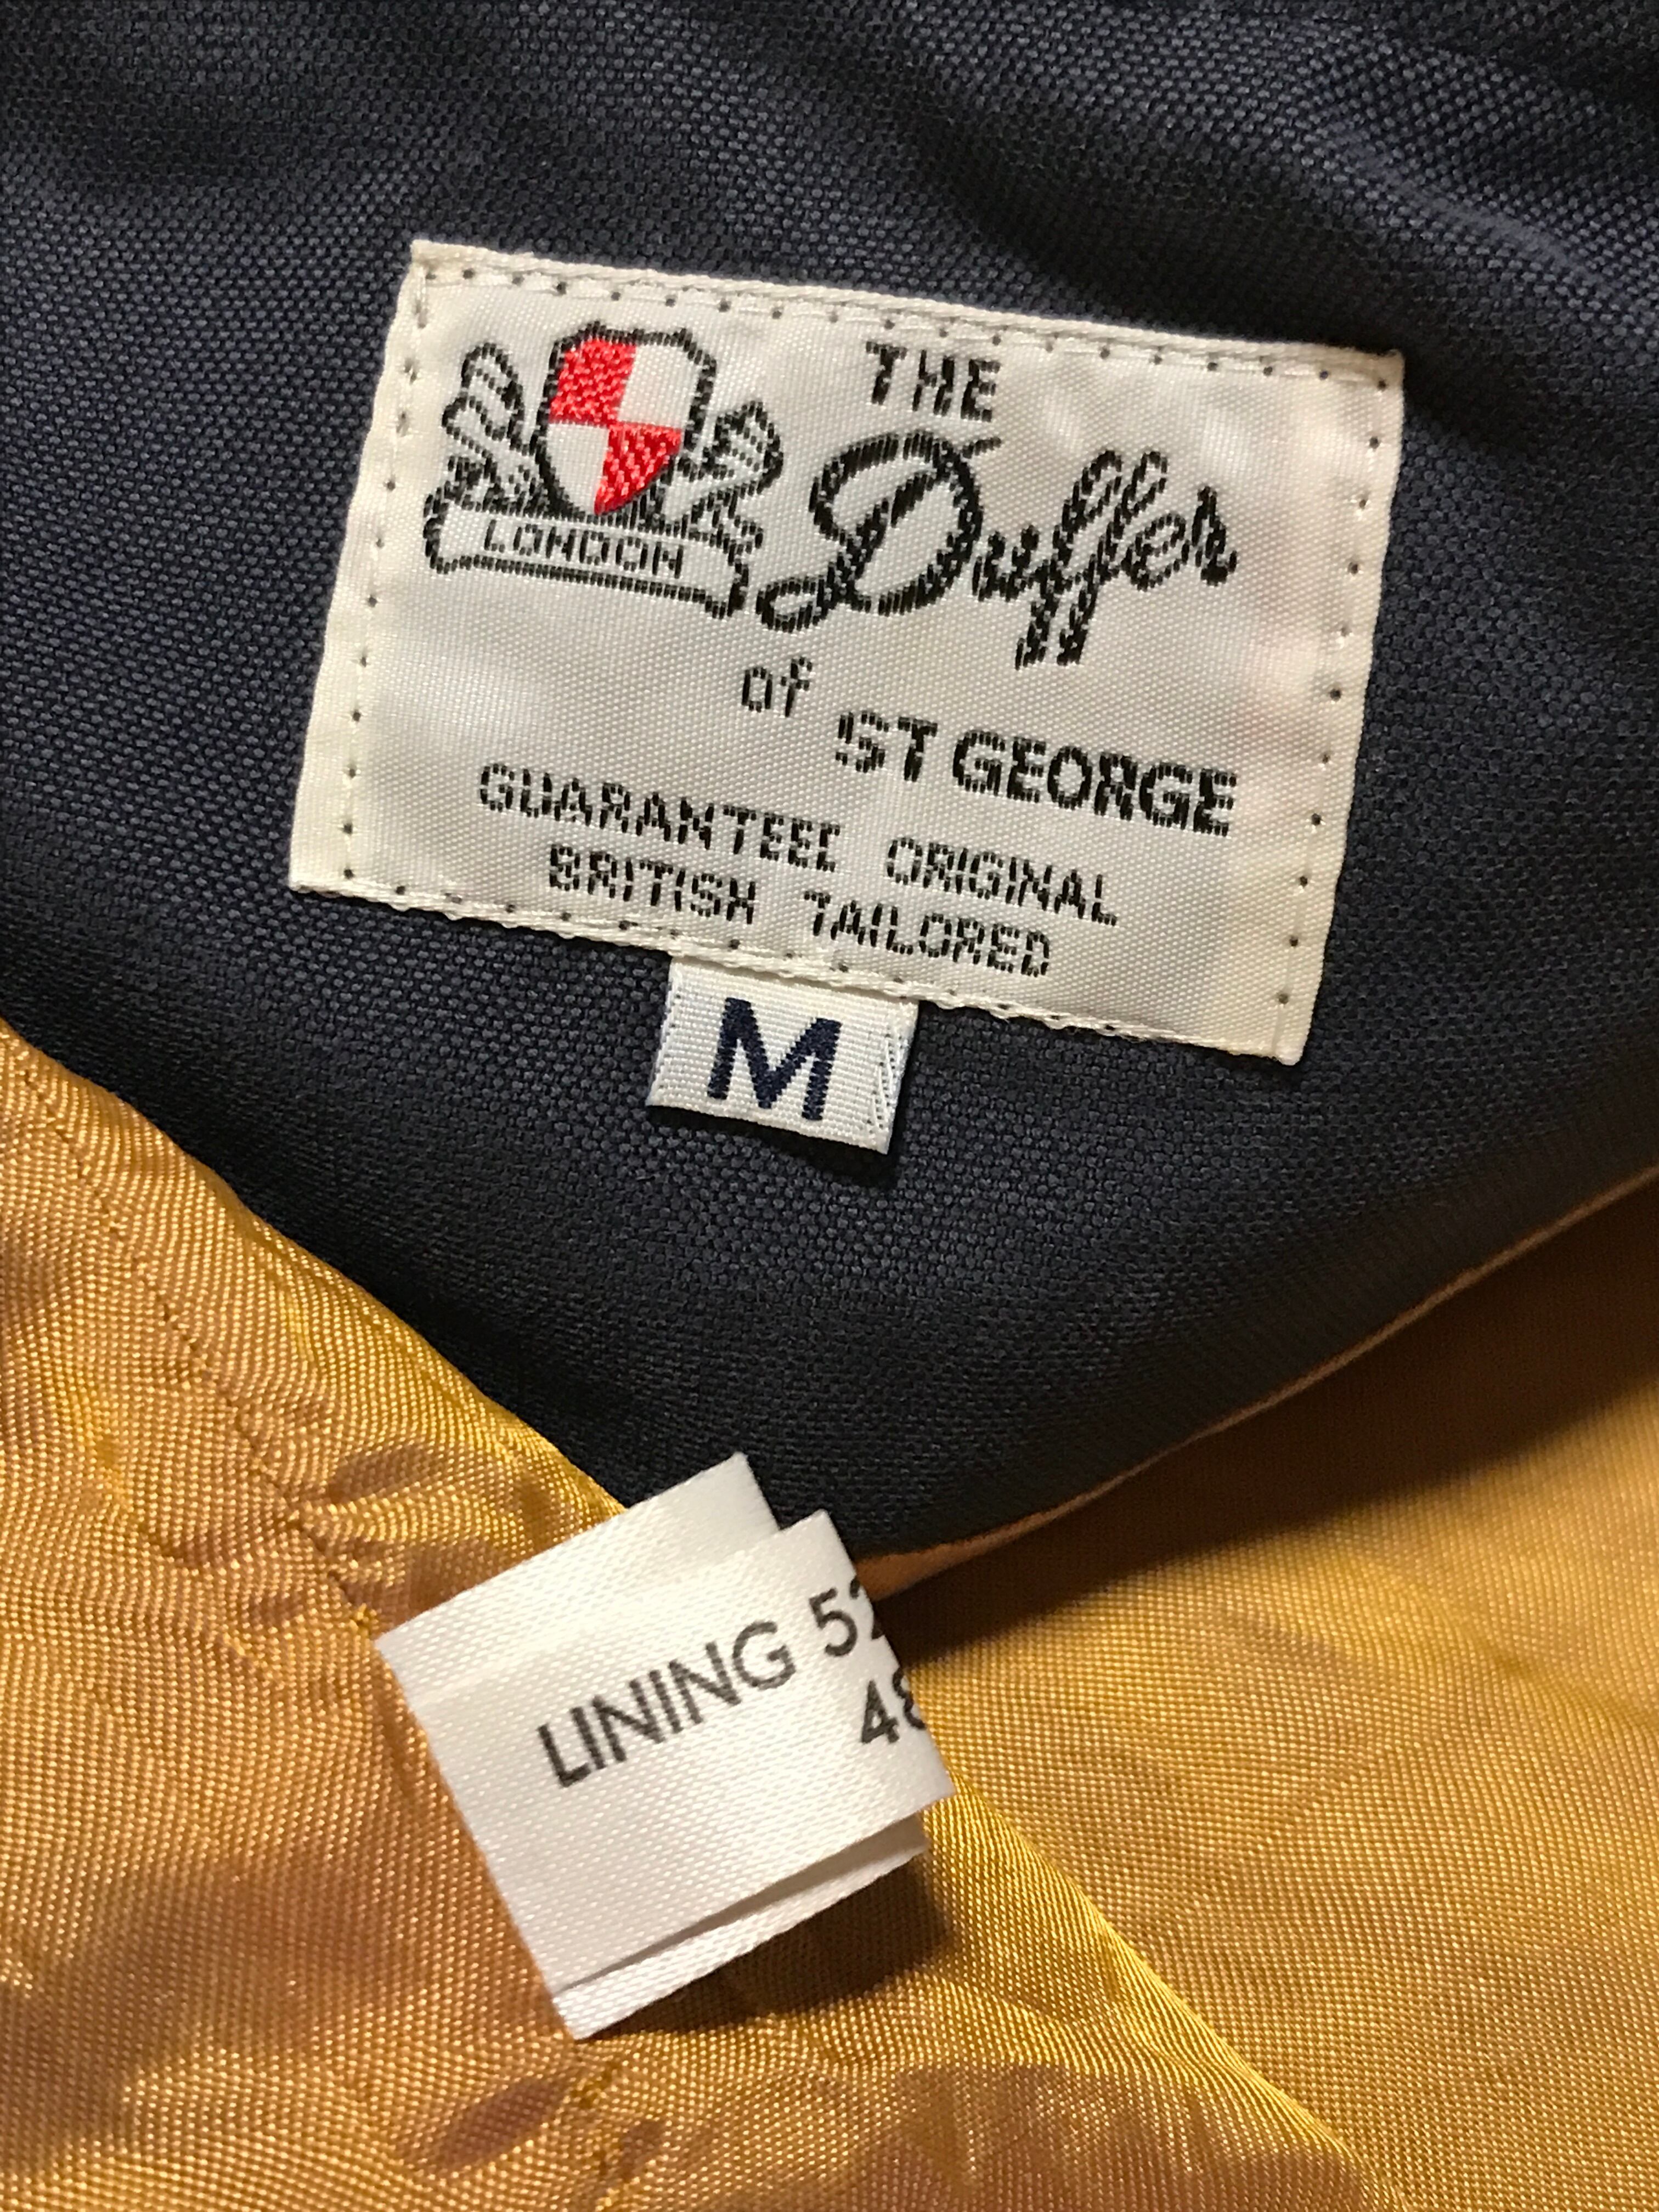 LONDON
THE
Duffer
of
ST GEORGE
GUARANTEED ORIGINAL
BRITISH TAILORED
M
LINING 52
48